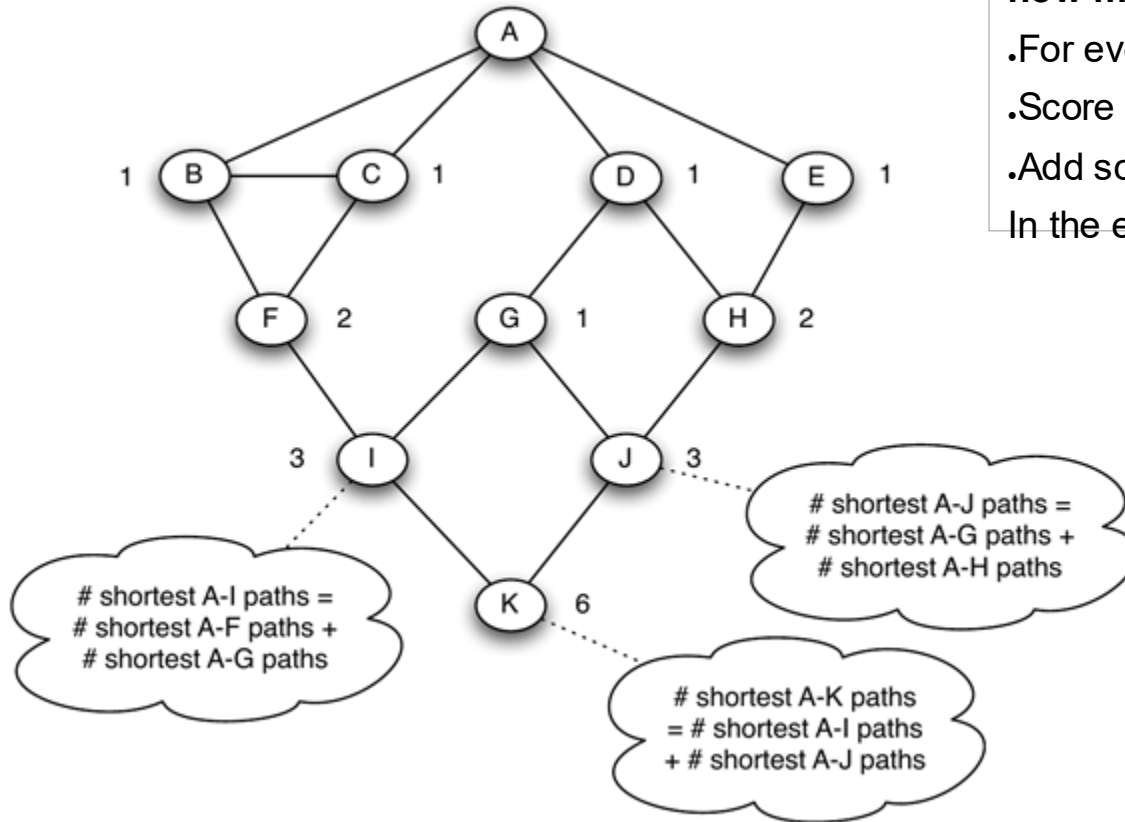 .For eve
.Score
.Add sc
In the e
A
1 B C 1 D 1 E 1
F 2 G 1 H 2
3 I J 3
# shortest A-J paths =
# shortest A-G paths +
# shortest A-H paths
# shortest A-I paths =
# shortest A-F paths +
# shortest A-G paths
K 6
# shortest A-K paths
= # shortest A-I paths
+ # shortest A-J paths